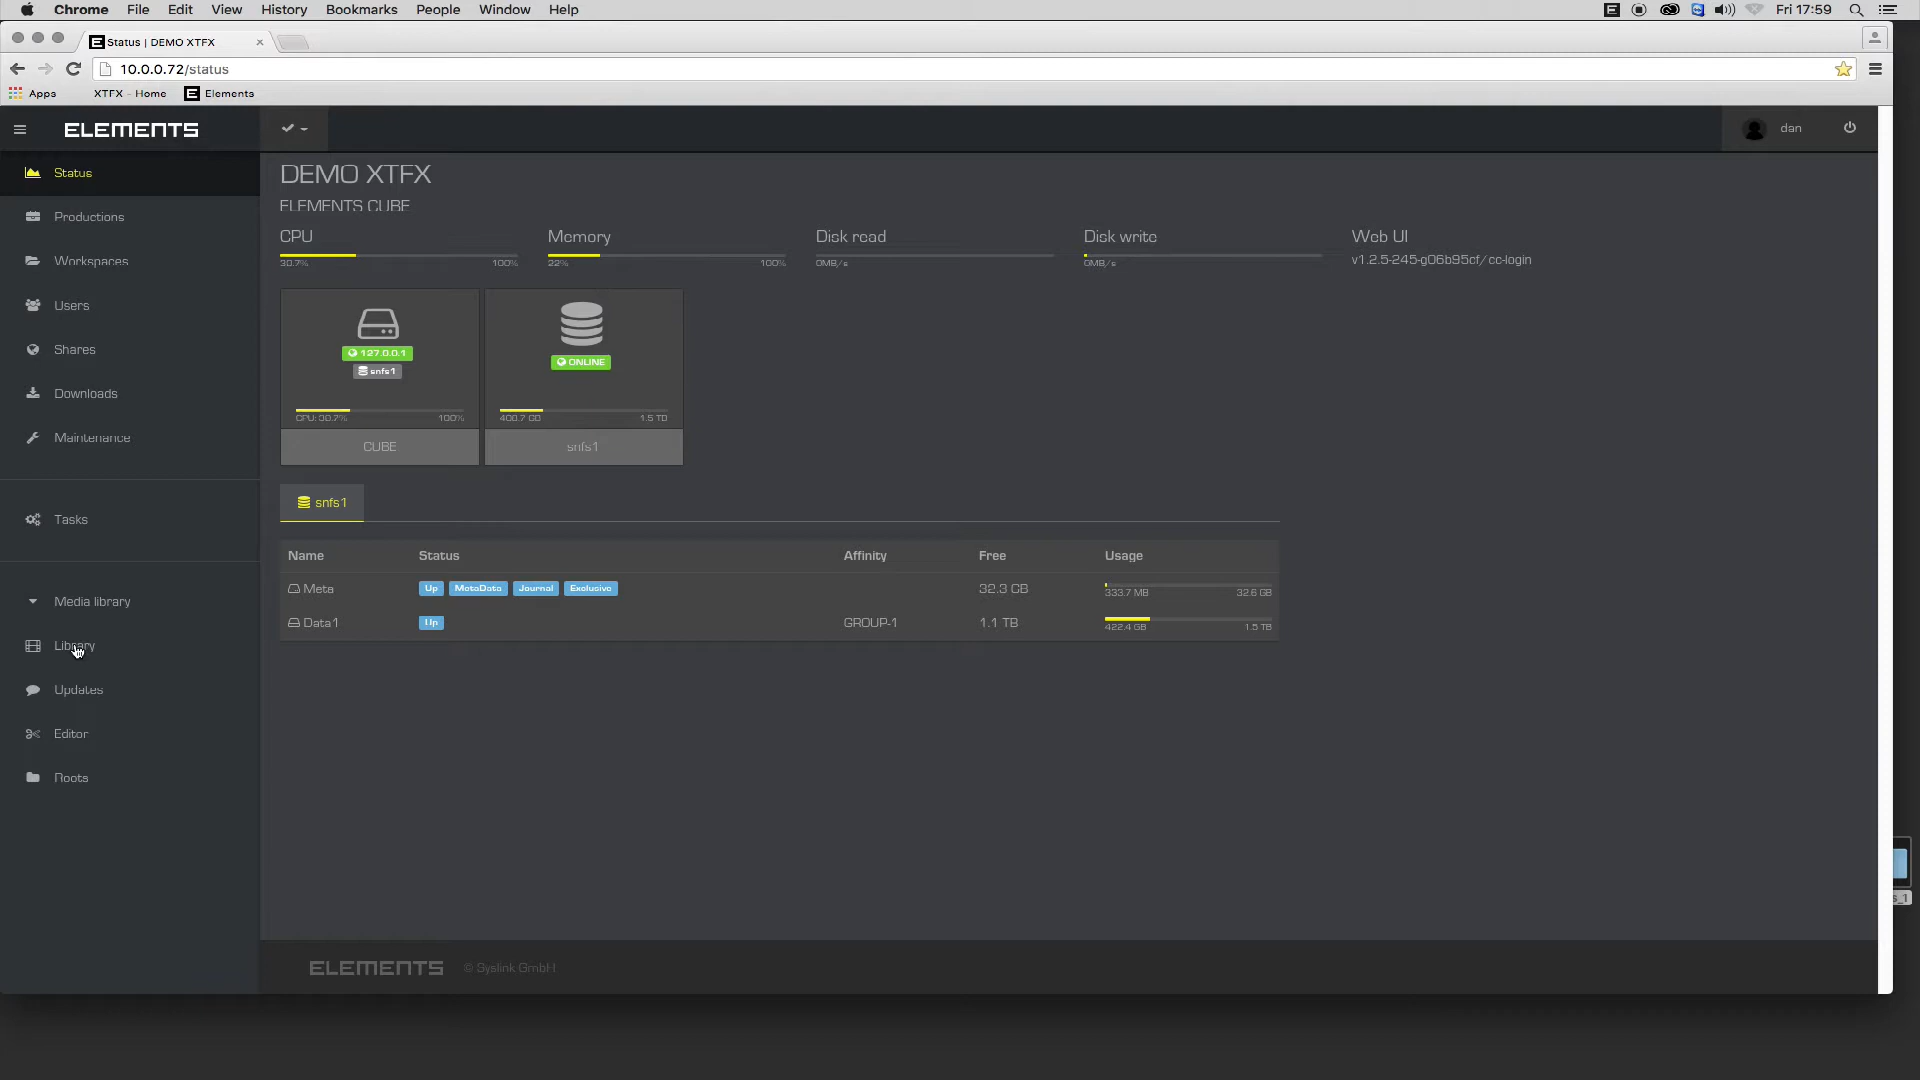 Chrome File Edit View History Bookmarks People Window Help Fri 17:59
Status | DEMO XTFX
10.0.0.72/status
Apps XTFX - Home Elements
ELEMENTS dan
Status
Productions
Workspaces
Users
Shares
Downloads
Maintenance
Tasks
Media library
Library
Updates
Editor
Roots
DEMO XTFX
ELEMENTS CUBE
CPU Memory Disk read Disk write Web UI
30.7% 100% 22% 100% 0MB/s 0MB/s v1.2.5-245-g06b95cf/cc-login
127.0.0.1
snfs1
ONLINE
CPU: 30.7% 100% 1.5 TB
CUBE snfs1
snfs1
Name Status Affinity Free Usage
Meta Up MetaData Journal Exclusive 32.3 GB 333.7 MB 32.6 GB
Data1 Up GROUP-1 1.1 TB 422.4 GB 1.5 TB
ELEMENTS © Syslink GmbH